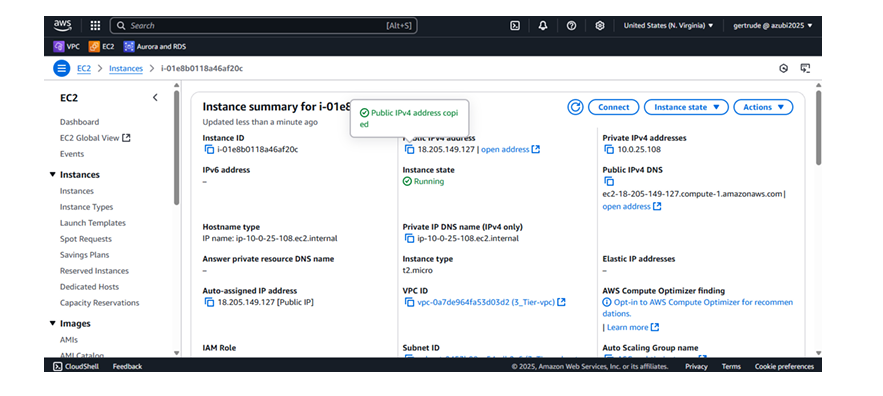 aws
Search [Alt+S] United States (N. Virginia) ▼ gertrude @ azubi2025 ▼
VPC EC2 Aurora and RDS
EC2 > Instances > i-01e8b0118a46af20c
EC2
Dashboard
EC2 Global View
Events
▼ Instances
Instances
Instance Types
Launch Templates
Spot Requests
Savings Plans
Reserved Instances
Dedicated Hosts
Capacity Reservations
▼ Images
AMIs
AMI Catalog
Instance summary for i-01e8
Updated less than a minute ago
Public IPv4 address copi
ed
Connect Instance state ▼ Actions ▼
Instance ID
i-01e8b0118a46af20c
Public IPv4 address
18.205.149.127 | open address
Private IPv4 addresses
10.0.25.108
IPv6 address
–
Instance state
Running
Public IPv4 DNS
ec2-18-205-149-127.compute-1.amazonaws.com |
open address
Hostname type
IP name: ip-10-0-25-108.ec2.internal
Private IP DNS name (IPv4 only)
ip-10-0-25-108.ec2.internal
Answer private resource DNS name
–
Instance type
t2.micro
Elastic IP addresses
–
Auto-assigned IP address
18.205.149.127 [Public IP]
VPC ID
vpc-0a7de964fa53d03d2 (3_Tier-vpc)
AWS Compute Optimizer finding
Opt-in to AWS Compute Optimizer for recommen
dations.
| Learn more
IAM Role
Subnet ID
Auto Scaling Group name
CloudShell Feedback © 2025, Amazon Web Services, Inc. or its affiliates. Privacy Terms Cookie preferences